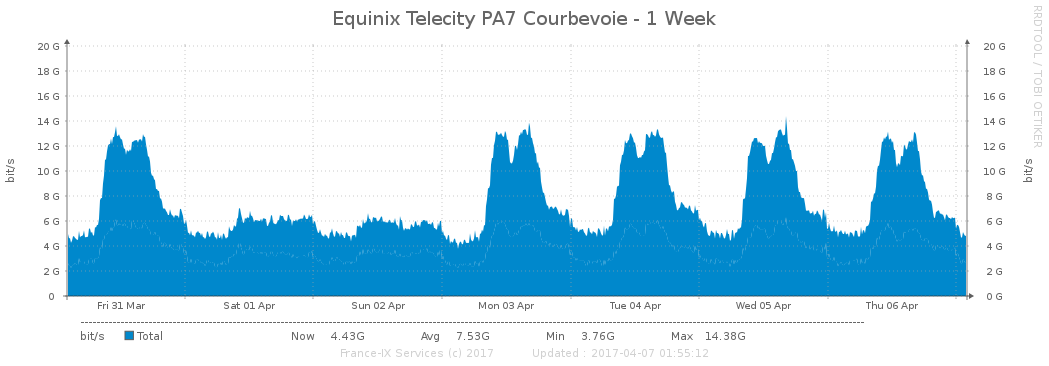 Equinix Telecity PA7 Courbevoie - 1 Week
RRDTOOL / TOBI OETIKER
bit/s
bit/s
20 G 20 G
18 G 18 G
16 G 16 G
14 G 14 G
12 G 12 G
10 G 10 G
8 G 8 G
6 G 6 G
4 G 4 G
2 G 2 G
0 0 G
Fri 31 Mar Sat 01 Apr Sun 02 Apr Mon 03 Apr Tue 04 Apr Wed 05 Apr Thu 06 Apr
bit/s Total Now 4.43G Avg 7.53G Min 3.76G Max 14.38G
France-IX Services (c) 2017 Updated : 2017-04-07 01:55:12